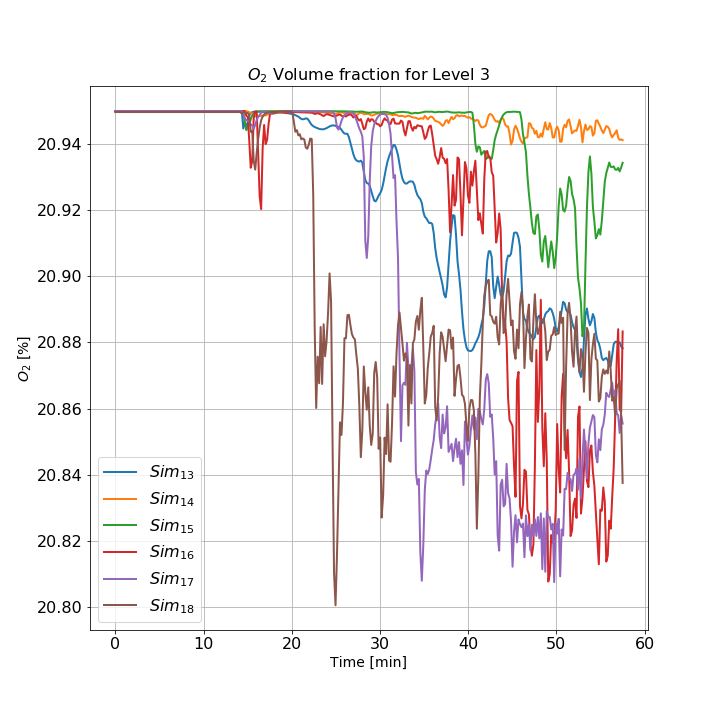 O2 Volume fraction for Level 3
O2 [%]
20.94
20.92
20.90
20.88
20.86
20.84
20.82
20.80
Sim13
Sim14
Sim15
Sim16
Sim17
Sim18
0 10 20 30 40 50 60
Time [min]